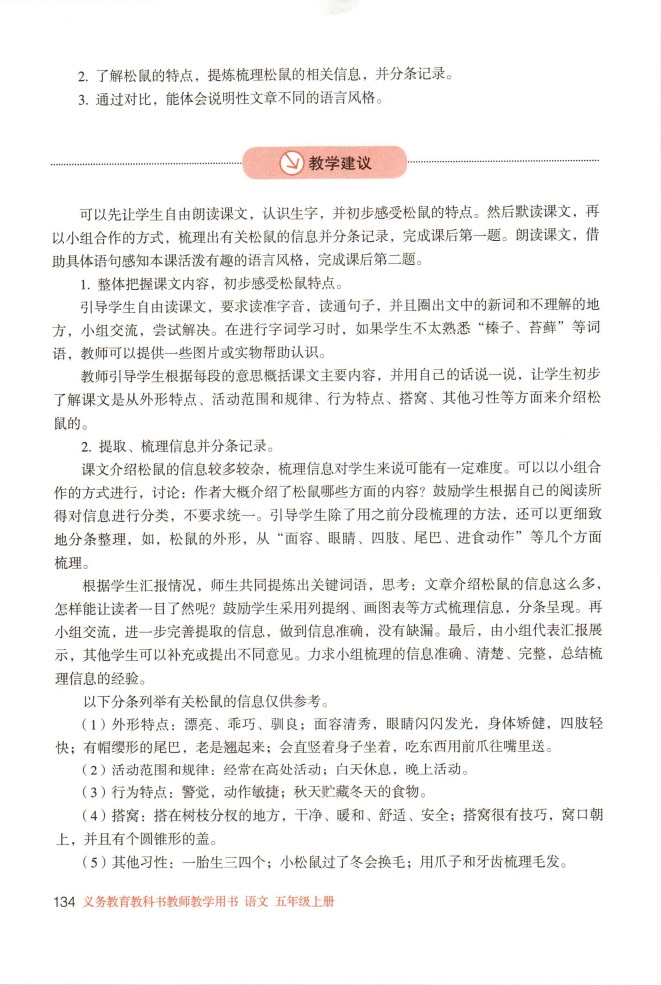 2. 了解松鼠的特点，提炼梳理松鼠的相关信息，并分条记录。
3. 通过对比，能体会说明性文章不同的语言风格。
教学建议
可以先让学生自由朗读课文，认识生字，并初步感受松鼠的特点。然后默读课文，再
以小组合作的方式，梳理出有关松鼠的信息并分条记录，完成课后第一题。朗读课文，借
助具体语句感知本课活泼有趣的语言风格，完成课后第二题。
1. 整体把握课文内容，初步感受松鼠特点。
引导学生自由读课文，要求读准字音，读通句子，并且圈出文中的新词和不理解的地
方，小组交流，尝试解决。在进行字词学习时，如果学生不太熟悉“榛子、苔藓”等词
语，教师可以提供一些图片或实物帮助认识。
教师引导学生根据每段的意思概括课文主要内容，并用自己的话说一说，让学生初步
了解课文是从外形特点、活动范围和规律、行为特点、搭窝、其他习性等方面来介绍松
鼠的。
2. 提取、梳理信息并分条记录。
课文介绍松鼠的信息较多较杂，梳理信息对学生来说可能有一定难度。可以以小组合
作的方式进行，讨论：作者大概介绍了松鼠哪些方面的内容？鼓励学生根据自己的阅读所
得对信息进行分类，不要求统一。引导学生除了用之前分段梳理的方法，还可以更细致
地分条整理，如，松鼠的外形，从“面容、眼睛、四肢、尾巴、进食动作”等几个方面
梳理。
根据学生汇报情况，师生共同提炼出关键词语，思考：文章介绍松鼠的信息这么多，
怎样能让读者一目了然呢？鼓励学生采用列提纲、画图表等方式梳理信息，分条呈现。再
小组交流，进一步完善提取的信息，做到信息准确，没有缺漏。最后，由小组代表汇报展
示，其他学生可以补充或提出不同意见。力求小组梳理的信息准确、清楚、完整，总结梳
理信息的经验。
以下分条列举有关松鼠的信息仅供参考。
（1）外形特点：漂亮、乖巧、驯良；面容清秀，眼睛闪闪发光，身体矫健，四肢轻
快；有帽缨形的尾巴，老是翘起来；会直竖着身子坐着，吃东西用前爪往嘴里送。
（2）活动范围和规律：经常在高处活动；白天休息，晚上活动。
（3）行为特点：警觉，动作敏捷；秋天贮藏冬天的食物。
（4）搭窝：搭在树枝分杈的地方，干净、暖和、舒适、安全；搭窝很有技巧，窝口朝
上，并且有个圆锥形的盖。
（5）其他习性：一胎生三四个；小松鼠过了冬会换毛；用爪子和牙齿梳理毛发。
134 义务教育教科书教师教学用书 语文 五年级上册